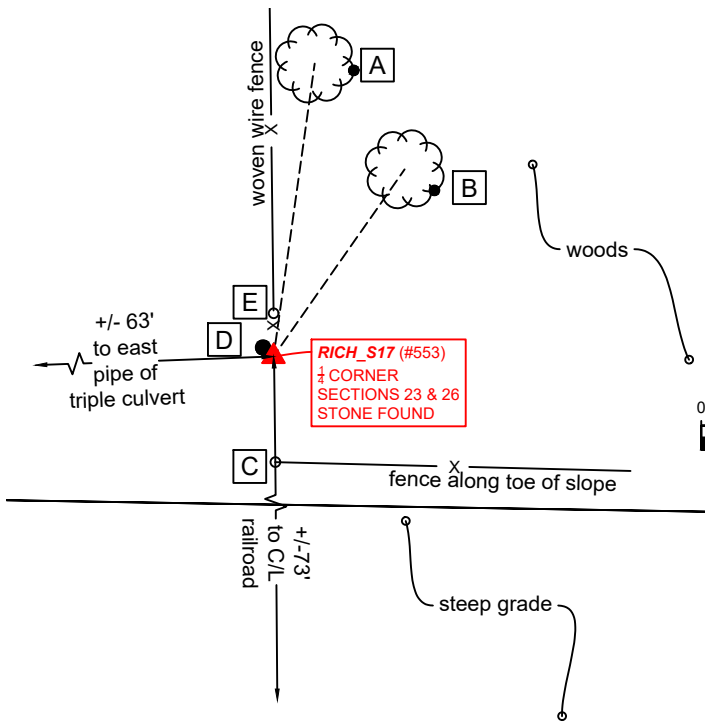 A
woven wire fence
X
B
woods
E
X
+/- 63'
to east
pipe of
triple culvert
D
RICH_S17 (#553)
1/4 CORNER
SECTIONS 23 & 26
STONE FOUND
0
C
X
fence along toe of slope
+/-73'
to C/L
railroad
steep grade